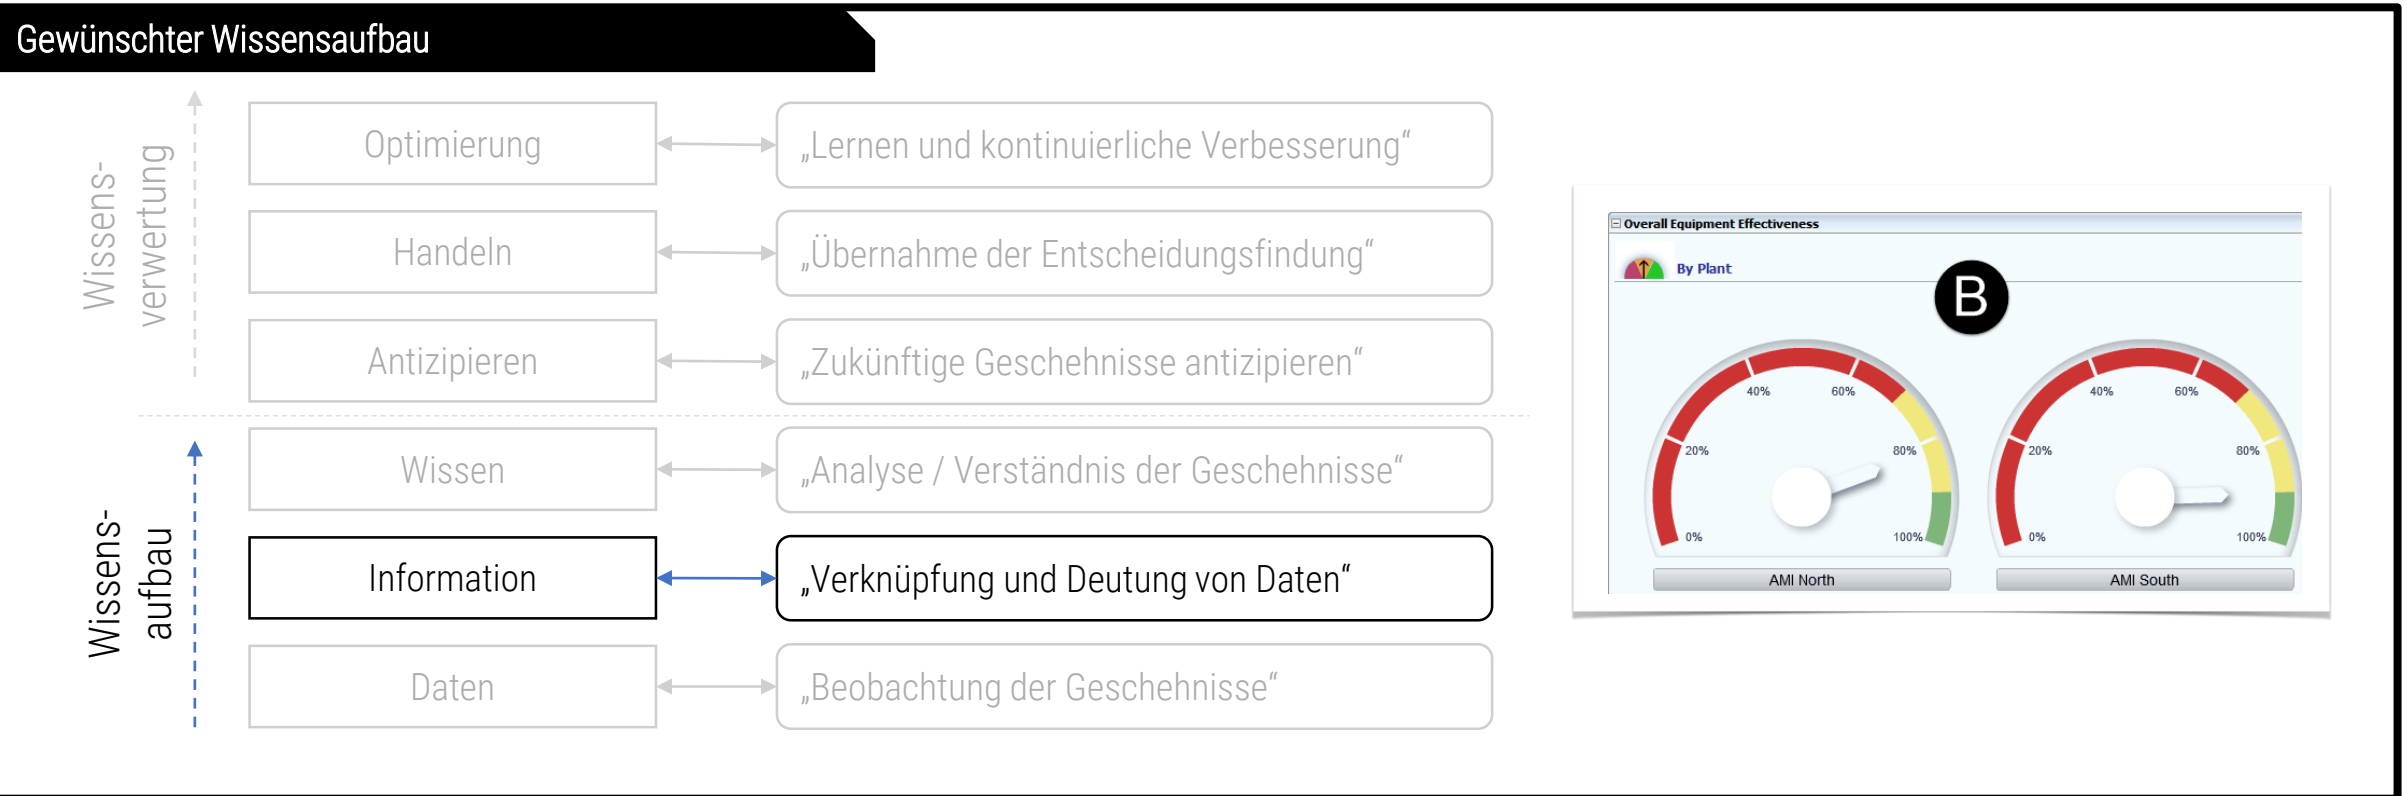 Gewünschter Wissensaufbau
Wissens-
verwertung
Optimierung
„Lernen und kontinuierliche Verbesserung“
Handeln
„Übernahme der Entscheidungsfindung“
Antizipieren
„Zukünftige Geschehnisse antizipieren“
Wissens-
aufbau
Wissen
„Analyse / Verständnis der Geschehnisse“
Information
„Verknüpfung und Deutung von Daten“
Daten
„Beobachtung der Geschehnisse“
Overall Equipment Effectiveness
By Plant
B
0%
20%
40%
60%
80%
100%
AMI North
0%
20%
40%
60%
80%
100%
AMI South